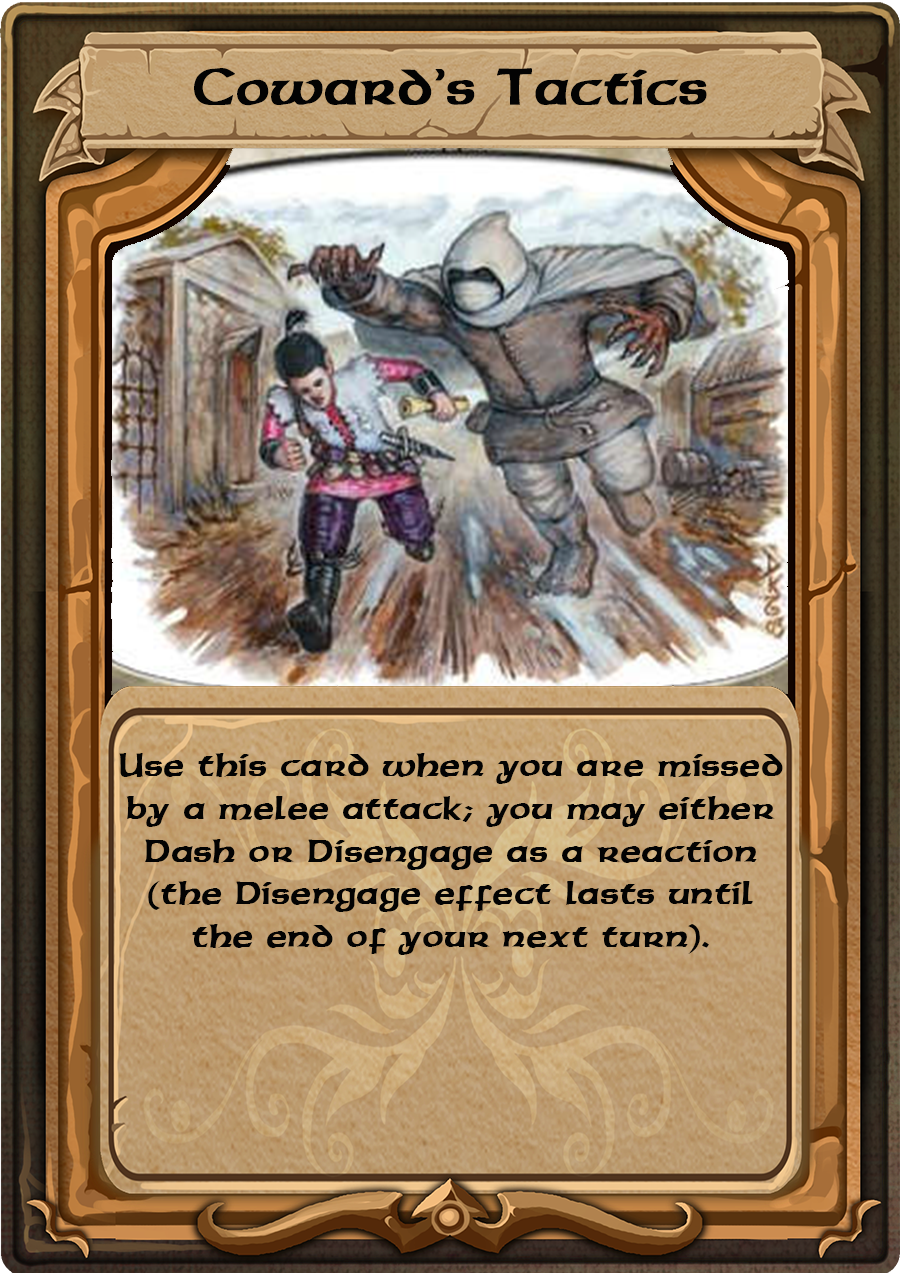 Coward's Tactics
Use this card when you are missed
by a melee attack; you may either
Dash or Disengage as a reaction
(the Disengage effect lasts until
the end of your next turn).